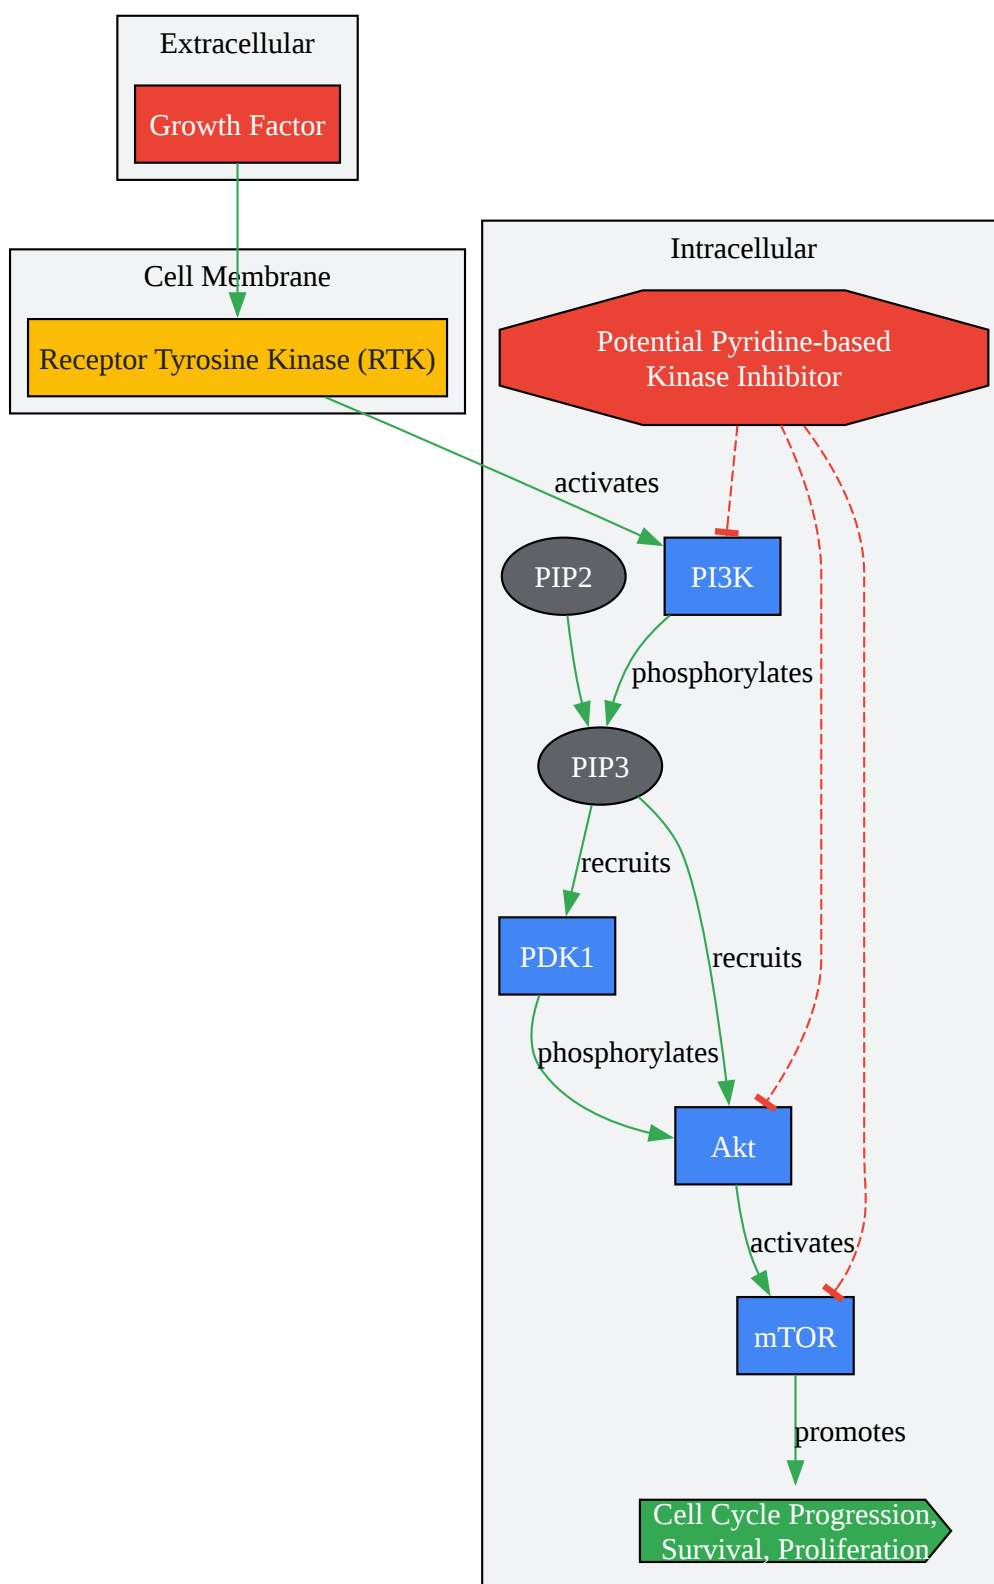 Extracellular
Growth Factor
Cell Membrane
Receptor Tyrosine Kinase (RTK)
Intracellular
Potential Pyridine-based
Kinase Inhibitor
activates
PIP2
PI3K
phosphorylates
PIP3
recruits
PDK1
recruits
phosphorylates
Akt
activates
mTOR
promotes
Cell Cycle Progression,
Survival, Proliferation